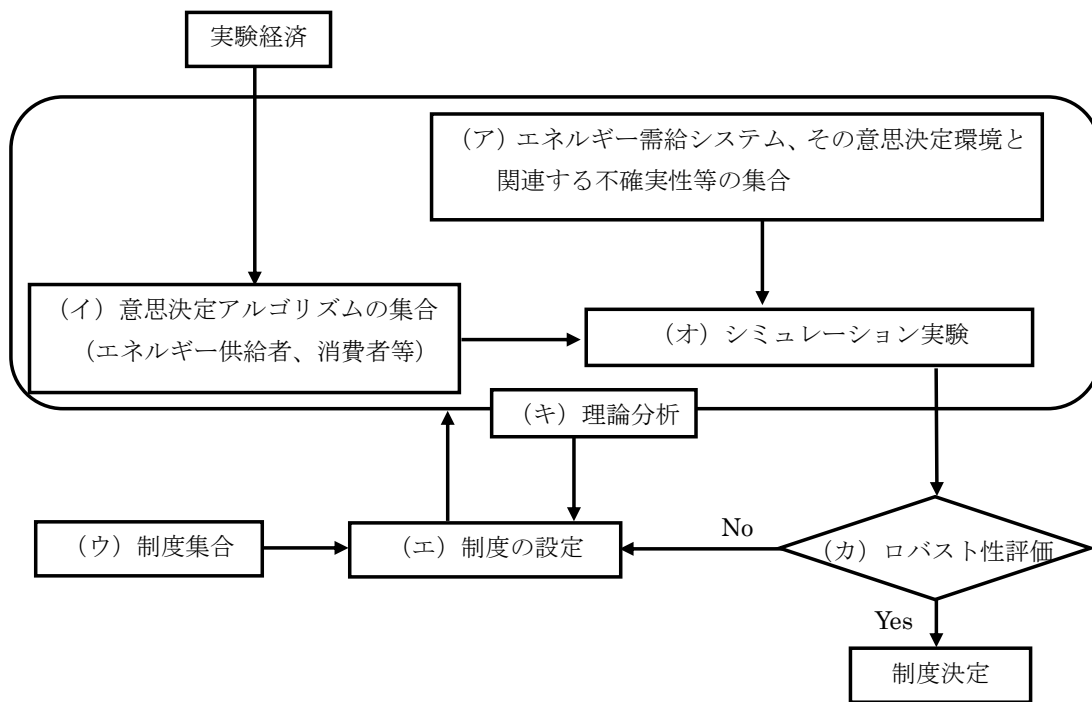 実験経済
（ア）エネルギー需給システム、その意思決定環境と
関連する不確実性等の集合
（イ）意思決定アルゴリズムの集合
（エネルギー供給者、消費者等）
（オ）シミュレーション実験
（キ）理論分析
（ウ）制度集合
（エ）制度の設定
No
（カ）ロバスト性評価
Yes
制度決定